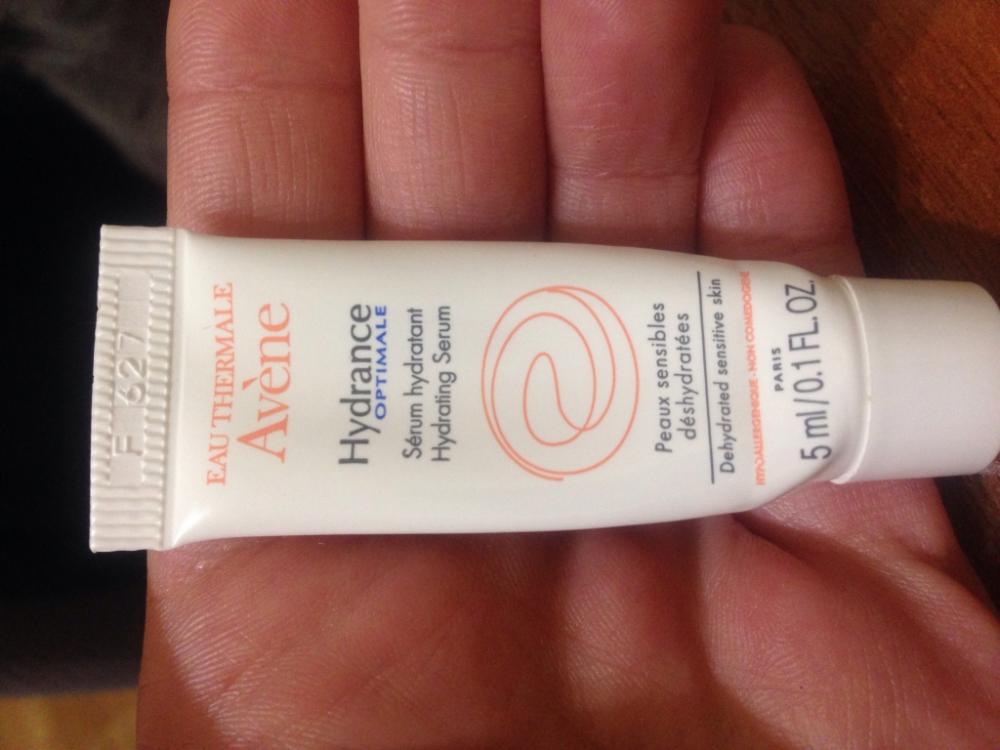 F 627
EAU THERMALE
Avène
Hydrance
OPTIMALE
Sérum hydratant
Hydrating Serum
Peaux sensibles
déshydratées
Dehydrated sensitive skin
HYPOALLERGÉNIQUE - NON COMEDOGENE
PARIS
5 ml / 0.1 FL.OZ.